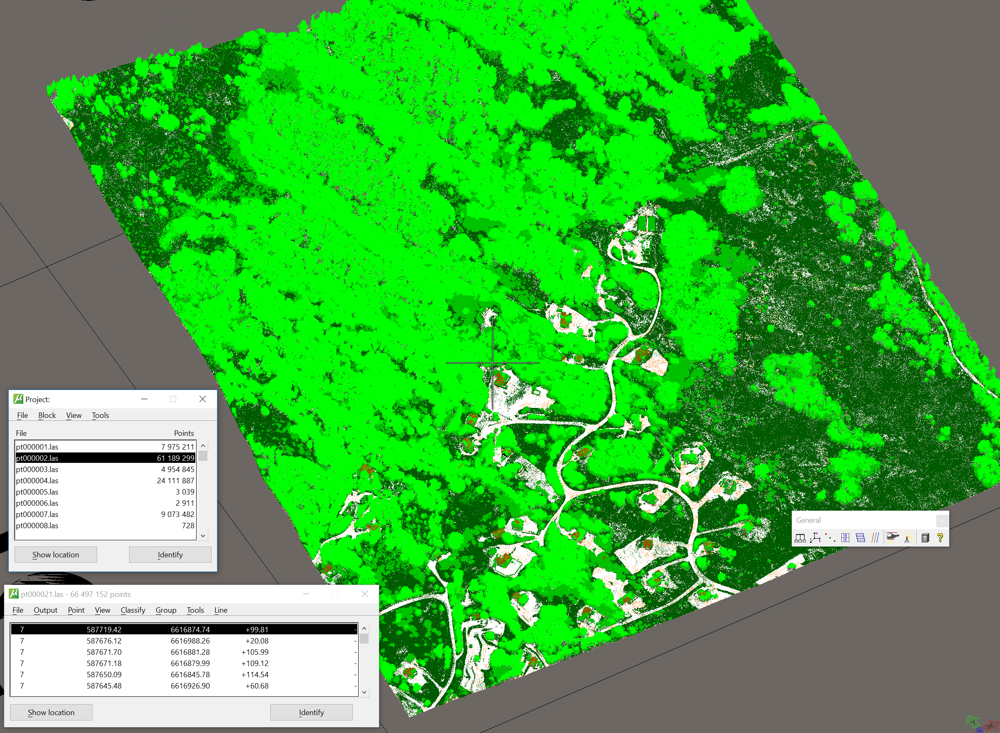 Project:
File Block View Tools
File Points
pt000001.las 7 975 211
pt000002.las 61 189 299
pt000003.las 4 954 845
pt000004.las 24 111 887
pt000005.las 3 039
pt000006.las 2 911
pt000007.las 9 073 482
pt000008.las 728
Show location Identify
General
pt000021.las - 66 497 152 points
File Output Point View Classify Group Tools Line
7 587719.42 6616874.74 +99.81 -
7 587676.12 6616988.26 +20.08 -
7 587671.70 6616881.28 +105.99 -
7 587671.18 6616879.99 +109.12 -
7 587650.09 6616845.78 +114.54 -
7 587645.48 6616926.90 +60.68 -
Show location Identify
Y X